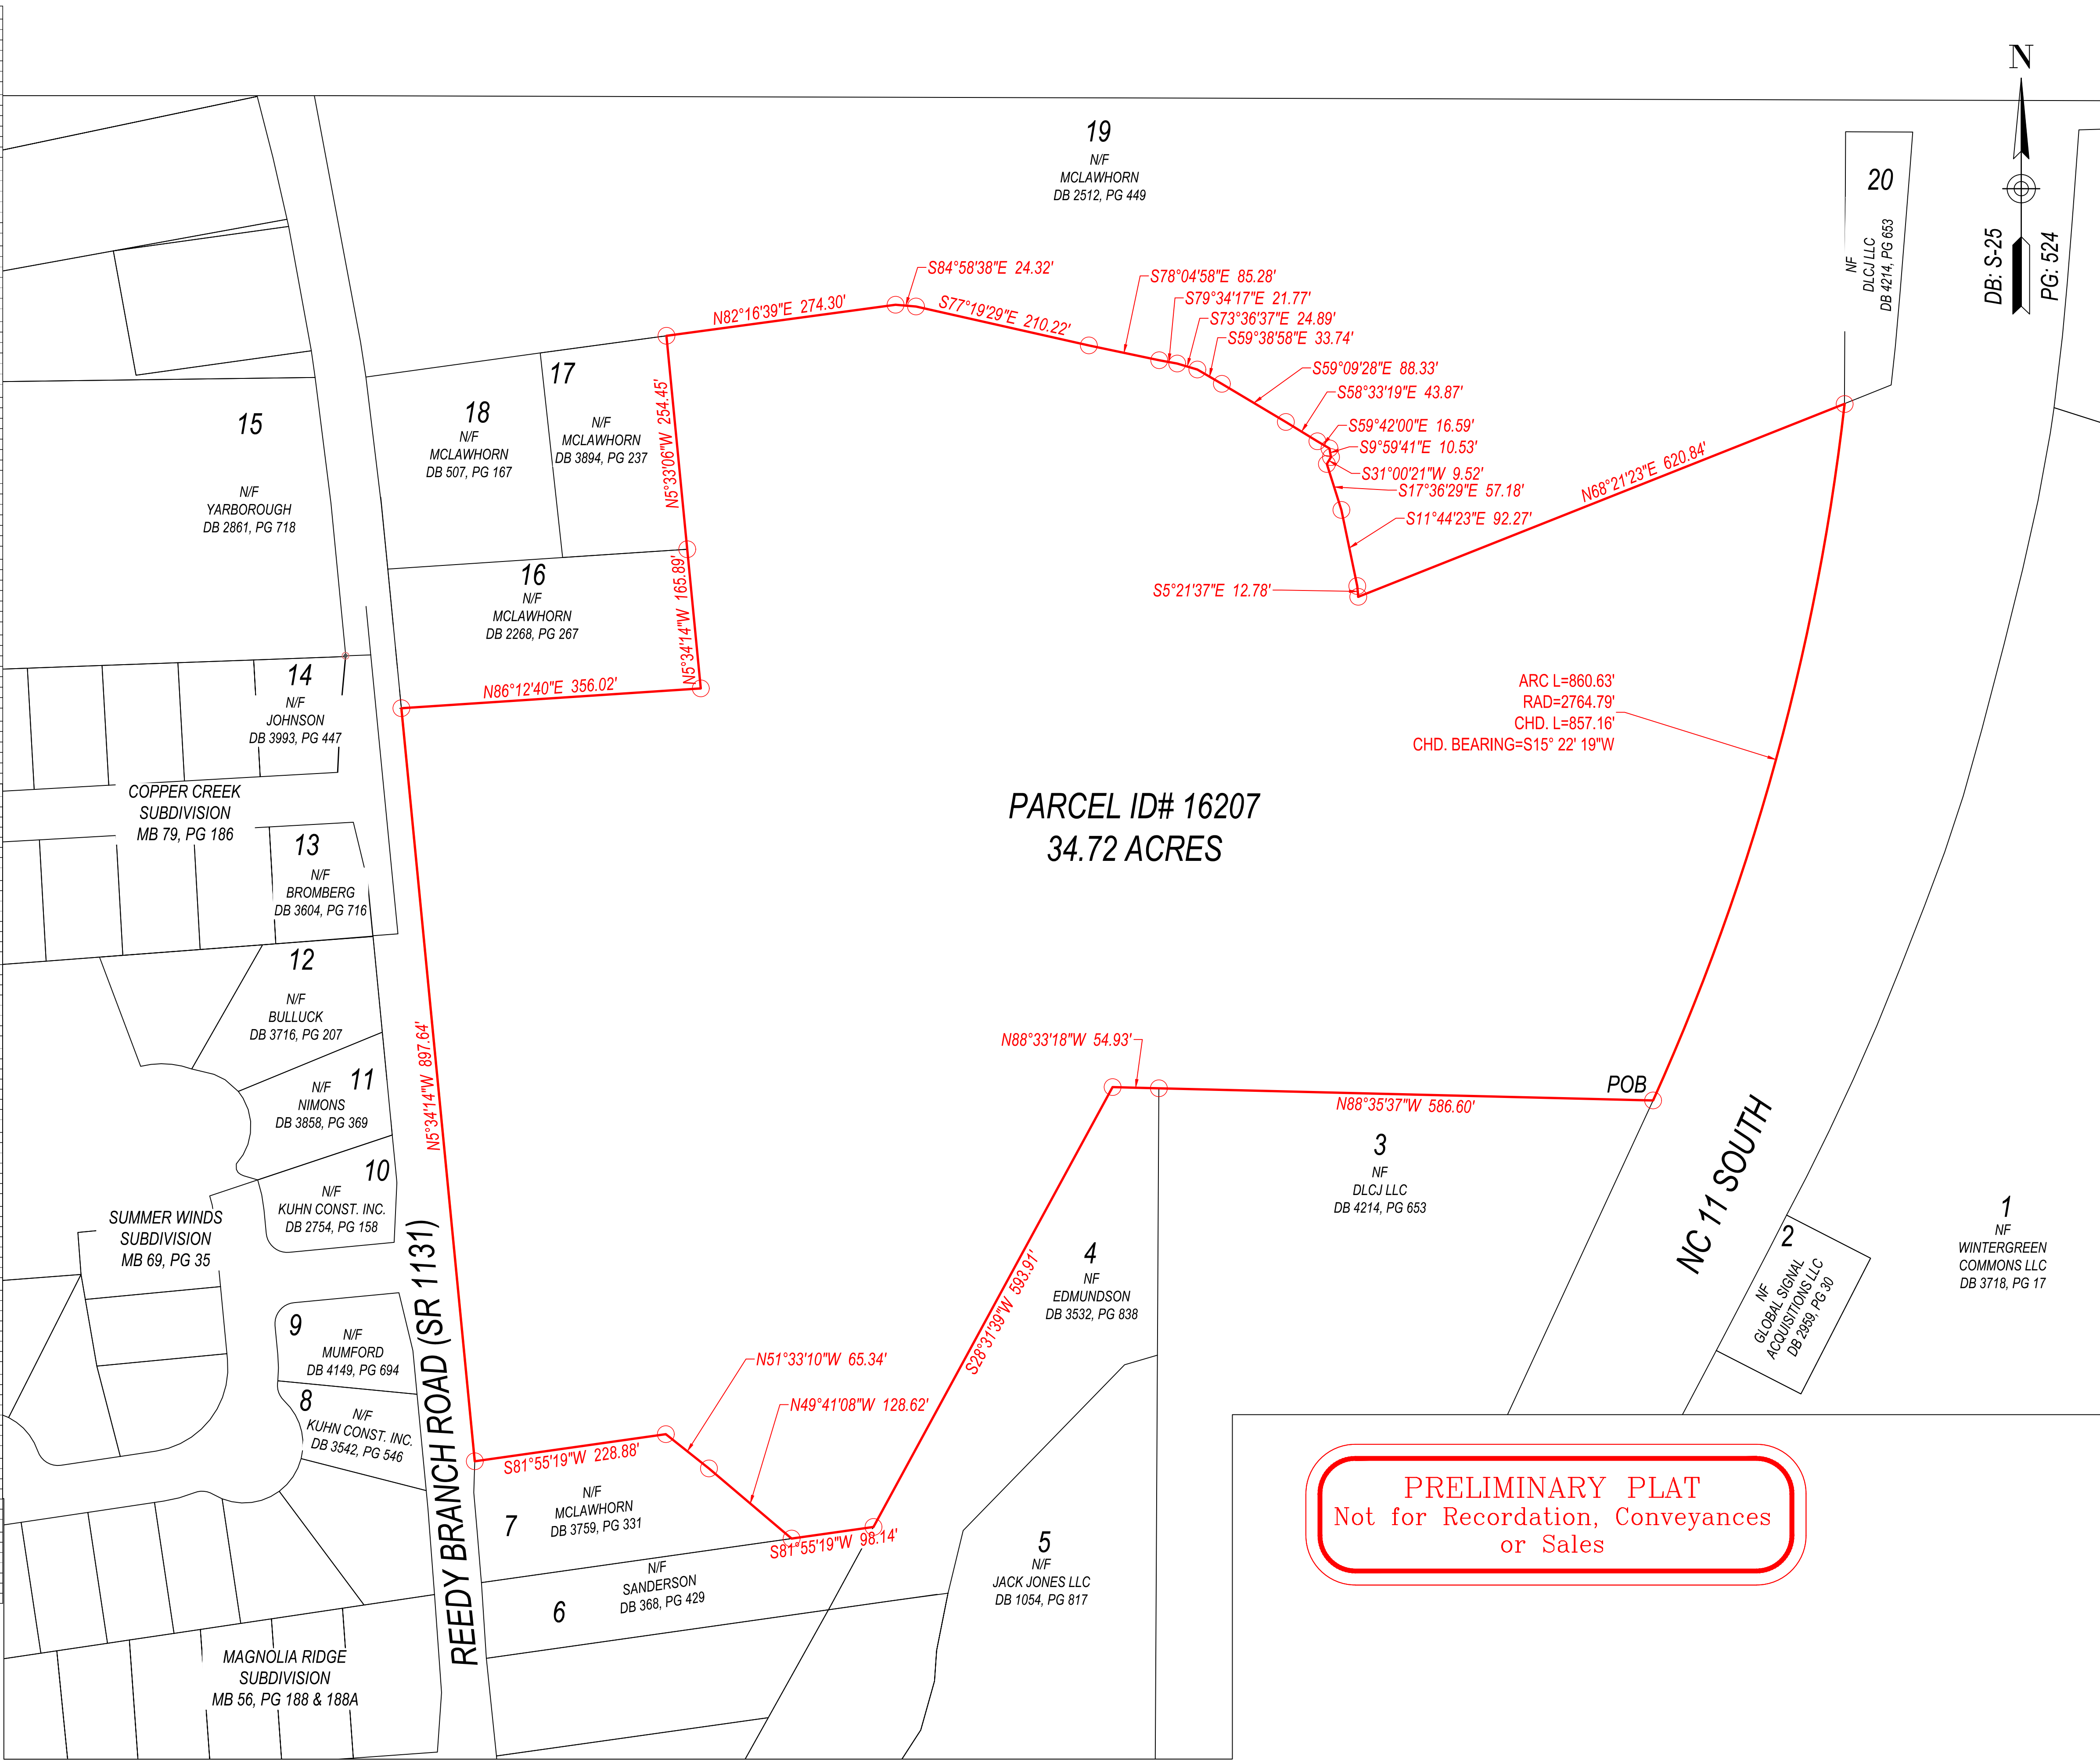 N
DB: S-25
PG: 524
19
N/F
MCLAWHORN
DB 2512, PG 449
20
NF
DLCJ LLC
DB 4214, PG 653
S84°58'38"E 24.32'
N82°16'39"E 274.30'
S77°19'29"E 210.22'
S78°04'58"E 85.28'
S79°34'17"E 21.77'
S73°36'37"E 24.89'
S59°38'58"E 33.74'
S59°09'28"E 88.33'
S58°33'19"E 43.87'
S59°42'00"E 16.59'
S9°59'41"E 10.53'
S31°00'21"W 9.52'
S17°36'29"E 57.18'
S11°44'23"E 92.27'
S5°21'37"E 12.78'
N68°21'23"E 620.84'
17
N/F
MCLAWHORN
DB 3894, PG 237
18
N/F
MCLAWHORN
DB 507, PG 167
N5°33'06"W 254.45'
15
N/F
YARBOROUGH
DB 2861, PG 718
16
N/F
MCLAWHORN
DB 2268, PG 267
N5°34'14"W 165.89'
N86°12'40"E 356.02'
14
N/F
JOHNSON
DB 3993, PG 447
ARC L=860.63'
RAD=2764.79'
CHD. L=857.16'
CHD. BEARING=S15° 22' 19"W
COPPER CREEK
SUBDIVISION
MB 79, PG 186
PARCEL ID# 16207
34.72 ACRES
13
N/F
BROMBERG
DB 3604, PG 716
12
N/F
BULLUCK
DB 3716, PG 207
11
N/F
NIMONS
DB 3858, PG 369
N5°34'14"W 897.64'
N88°33'18"W 54.93'
POB
N88°35'37"W 586.60'
10
N/F
KUHN CONST. INC.
DB 2754, PG 158
3
NF
DLCJ LLC
DB 4214, PG 653
NC 11 SOUTH
SUMMER WINDS
SUBDIVISION
MB 69, PG 35
1
NF
WINTERGREEN
COMMONS LLC
DB 3718, PG 17
2
NF
GLOBAL SIGNAL
ACQUISITIONS LLC
DB 2959, PG 30
4
NF
EDMUNDSON
DB 3532, PG 838
S28°31'39"W 593.91'
REEDY BRANCH ROAD (SR 1131)
9
N/F
MUMFORD
DB 4149, PG 694
N51°33'10"W 65.34'
N49°41'08"W 128.62'
8
N/F
KUHN CONST. INC.
DB 3542, PG 546
S81°55'19"W 228.88'
7
N/F
MCLAWHORN
DB 3759, PG 331
S81°55'19"W 98.14'
PRELIMINARY PLAT
Not for Recordation, Conveyances
or Sales
5
N/F
JACK JONES LLC
DB 1054, PG 817
6
N/F
SANDERSON
DB 368, PG 429
MAGNOLIA RIDGE
SUBDIVISION
MB 56, PG 188 & 188A